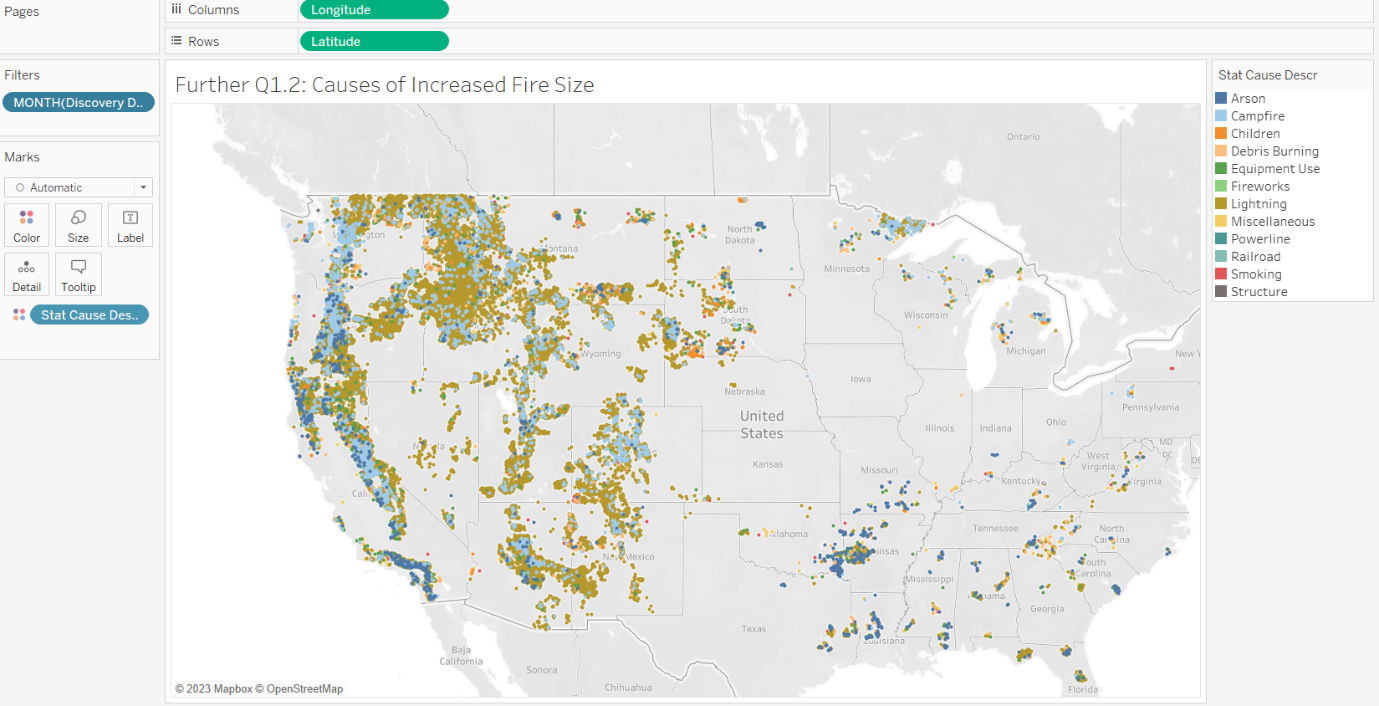 Pages
Columns
Longitude
Rows
Latitude
Filters
MONTH(Discovery D..
Marks
Automatic
Color
Size
Label
Detail
Tooltip
Stat Cause Des..
Further Q1.2: Causes of Increased Fire Size
Ontario
North
Dakota
Minnesota
South
Dakota
Wisconsin
Michigan
New Y
Wyoming
Iowa
Nebraska
Pennsylvania
United
States
Illinois
Indiana
Ohio
MD
DC
DE
West
Virginia
Virginia
Kansas
Missouri
Kentucky
Cali
Oklahoma
Tennessee
North
Carolina
New Mexico
Mississippi
South
Carolina
Georgia
Texas
Louisiana
Baja
California
Sonora
Chihuahua
Florida
© 2023 Mapbox © OpenStreetMap
Stat Cause Descr
Arson
Campfire
Children
Debris Burning
Equipment Use
Fireworks
Lightning
Miscellaneous
Powerline
Railroad
Smoking
Structure